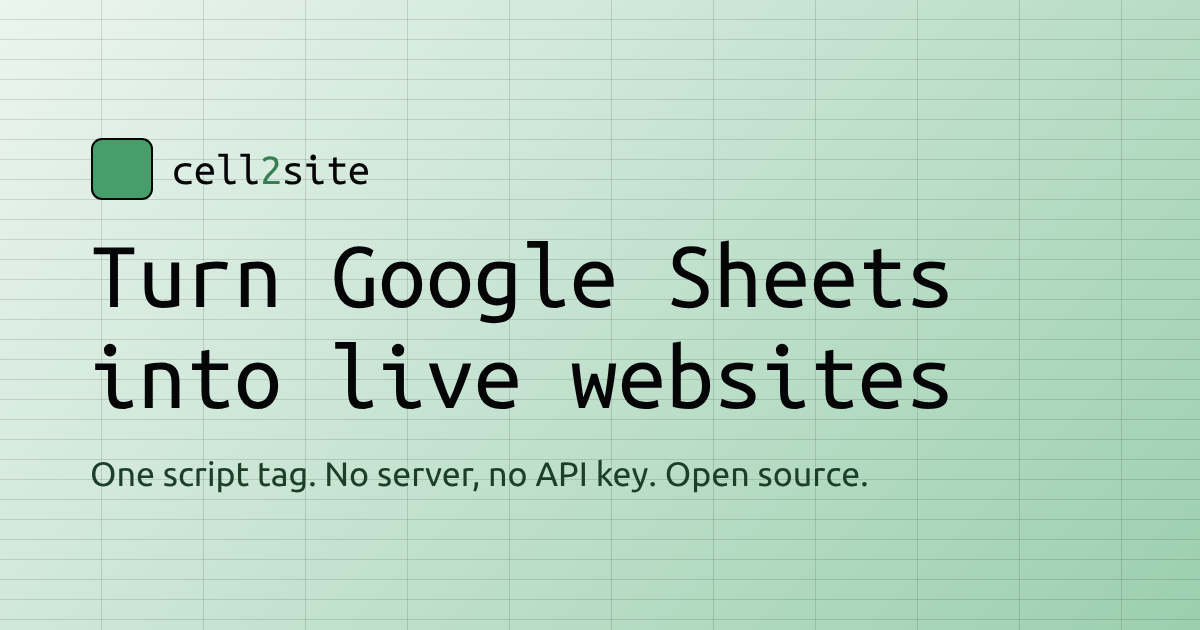 cell2site
Turn Google Sheets
into live websites
One script tag. No server, no API key. Open source.